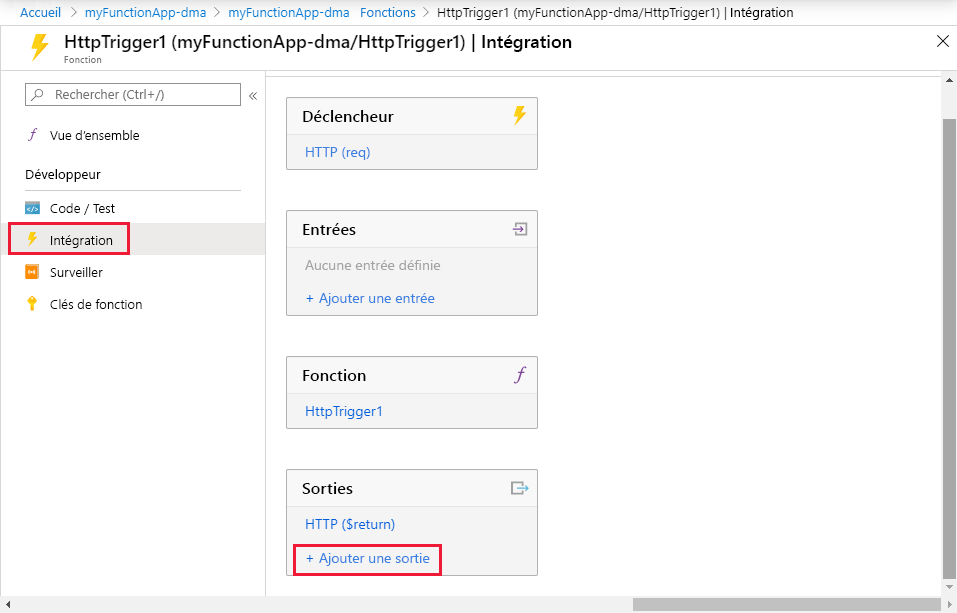 Accueil > myFunctionApp-dma > myFunctionApp-dma Fonctions > HttpTrigger1 (myFunctionApp-dma/HttpTrigger1) | Intégration
HttpTrigger1 (myFunctionApp-dma/HttpTrigger1) | Intégration
Fonction
Rechercher (Ctrl+/)
«
Vue d'ensemble
Développeur
Code / Test
Intégration
Surveiller
Clés de fonction
Déclencheur
HTTP (req)
Entrées
Aucune entrée définie
+ Ajouter une entrée
Fonction
HttpTrigger1
Sorties
HTTP ($return)
+ Ajouter une sortie